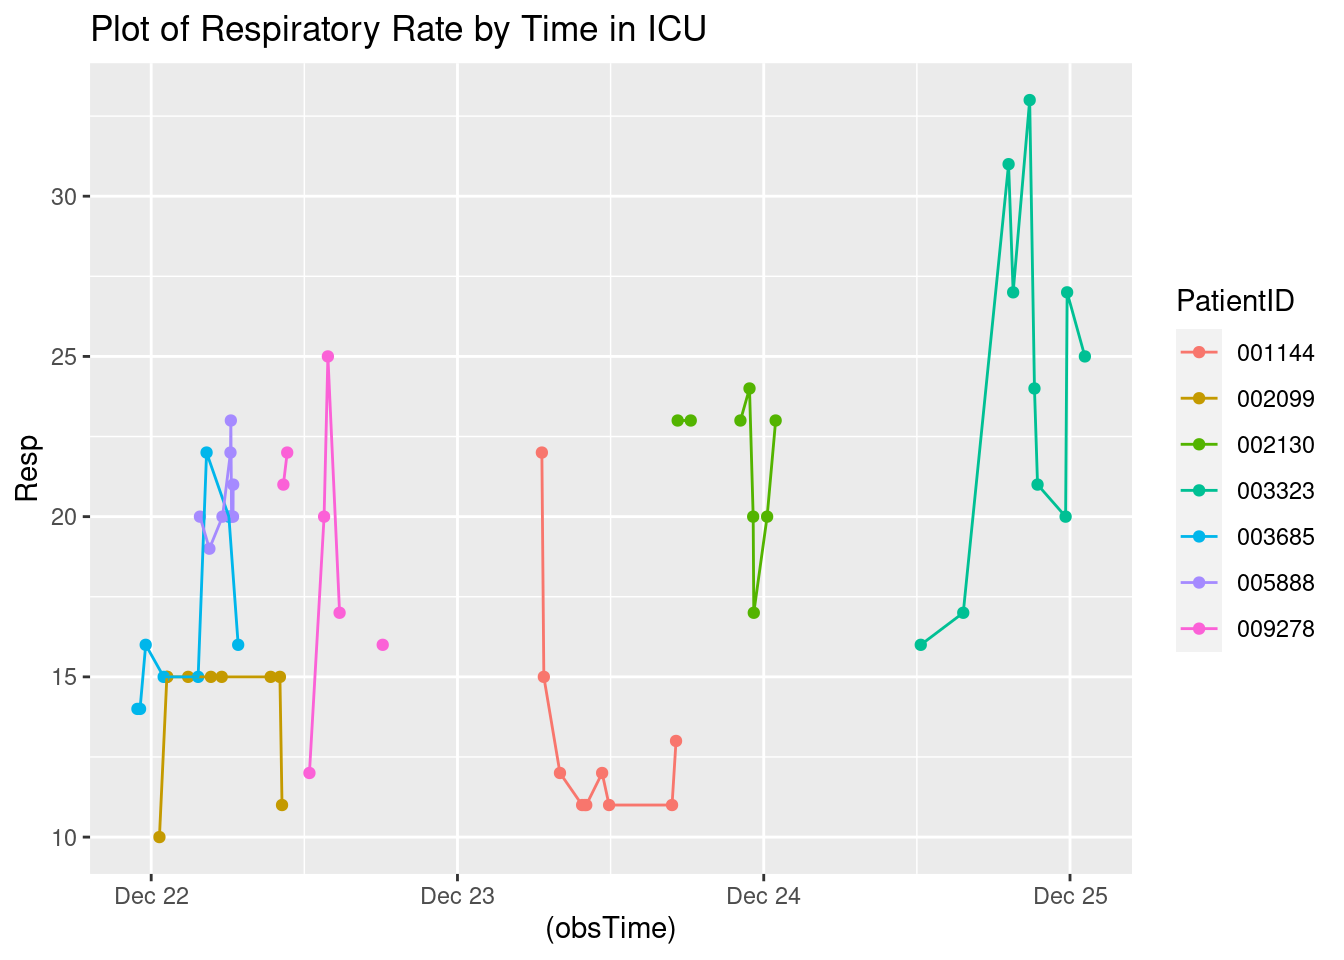 Plot of Respiratory Rate by Time in ICU
30
25
20
15
10
Resp
Dec 22
Dec 23
Dec 24
Dec 25
(obsTime)
PatientID
001144
002099
002130
003323
003685
005888
009278